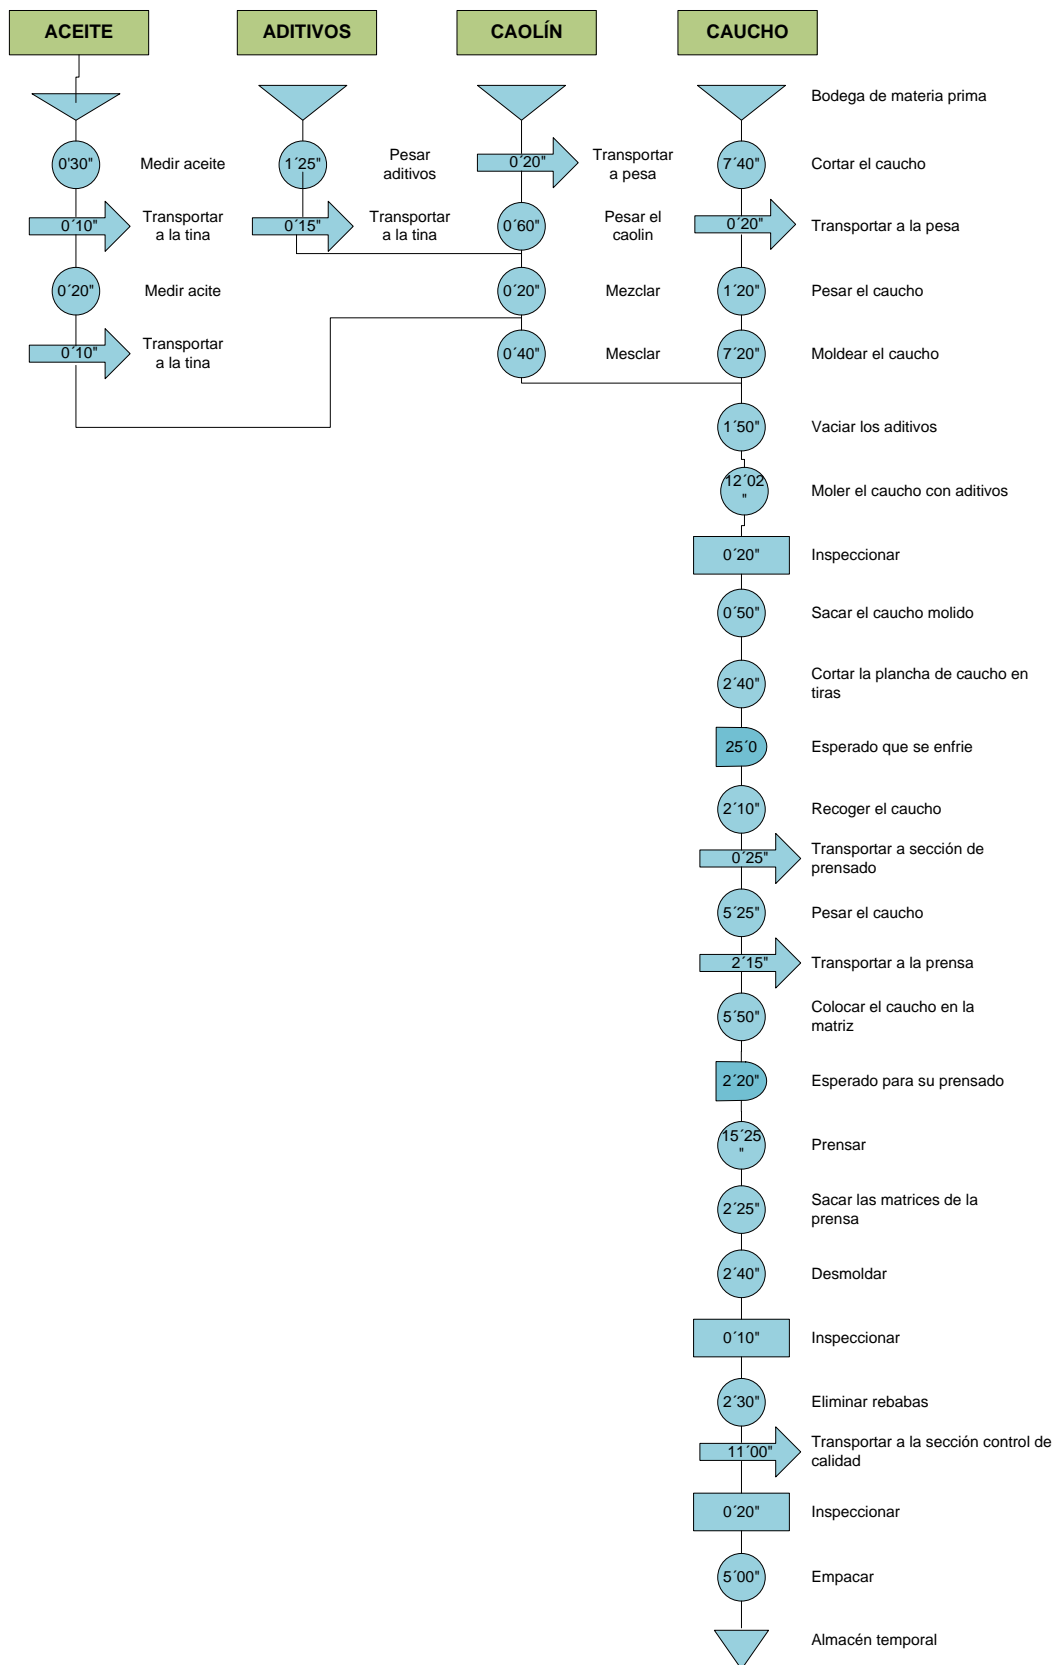 ACEITE
ADITIVOS
CAOLÍN
CAUCHO
Bodega de materia prima
0'30"
Medir aceite
1´25"
Pesar
aditivos
0´20"
Transportar
a pesa
7´40"
Cortar el caucho
0´10"
Transportar
a la tina
0´15"
Transportar
a la tina
0´60"
Pesar el
caolin
0´20"
Transportar a la pesa
0´20"
Medir acite
0´20"
Mezclar
1´20"
Pesar el caucho
0´10"
Transportar
a la tina
0´40"
Mesclar
7´20"
Moldear el caucho
1´50"
Vaciar los aditivos
12´02
"
Moler el caucho con aditivos
0´20"
Inspeccionar
0´50"
Sacar el caucho molido
2´40"
Cortar la plancha de caucho en
tiras
25´0
Esperado que se enfrie
2´10"
Recoger el caucho
0´25"
Transportar a sección de
prensado
5´25"
Pesar el caucho
2´15"
Transportar a la prensa
5´50"
Colocar el caucho en la
matriz
2´20"
Esperado para su prensado
15´25
"
Prensar
2´25"
Sacar las matrices de la
prensa
2´40"
Desmoldar
0´10"
Inspeccionar
2´30"
Eliminar rebabas
11´00"
Transportar a la sección control de
calidad
0´20"
Inspeccionar
5´00"
Empacar
Almacén temporal